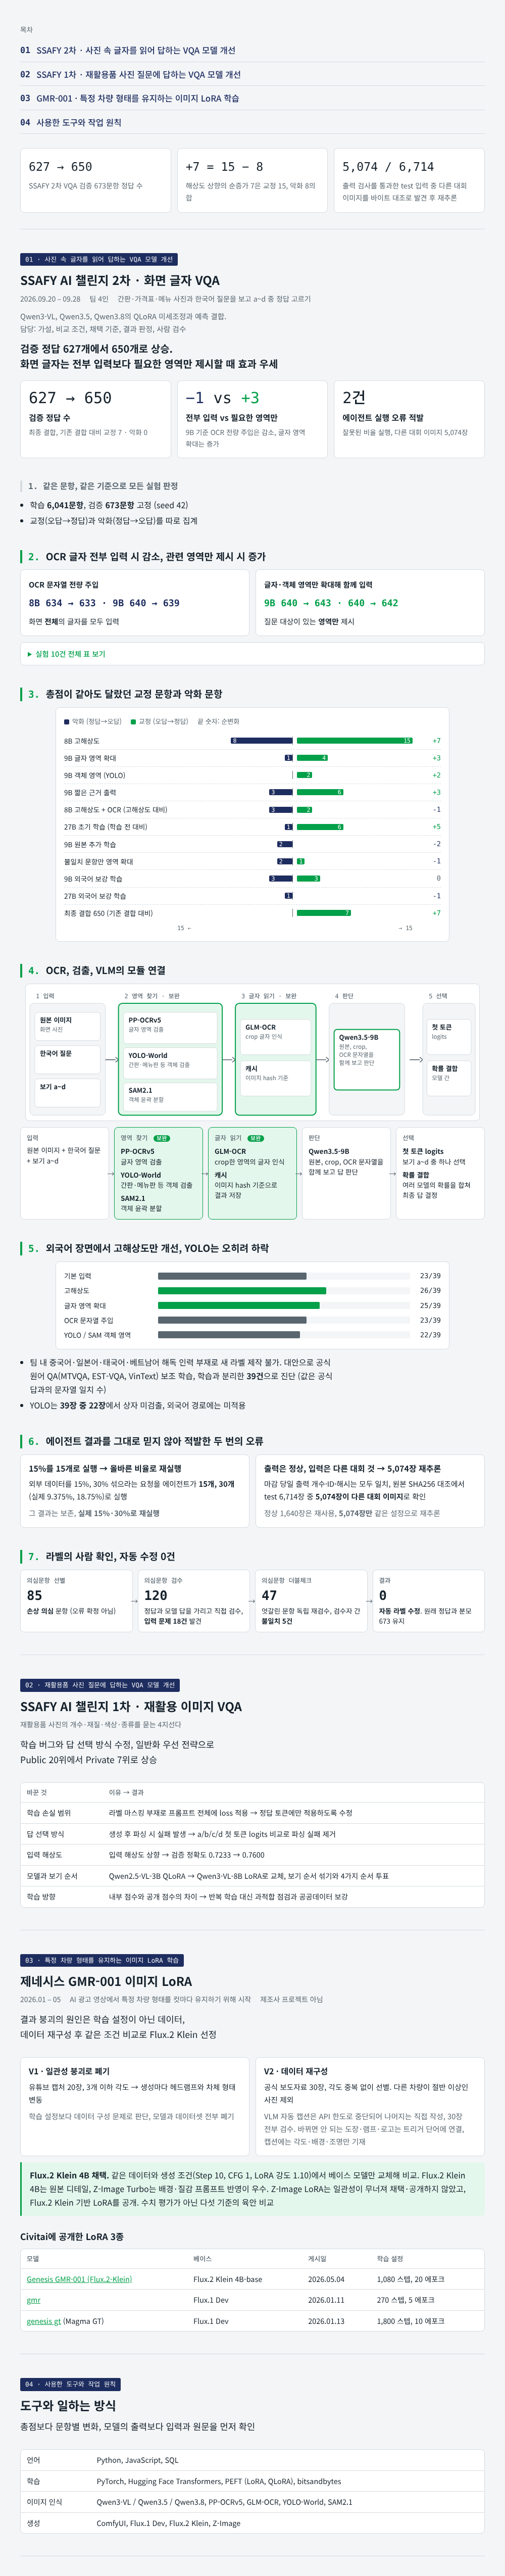 목차
01 SSAFY 2차 · 사진 속 글자를 읽어 답하는 VQA 모델 개선
02 SSAFY 1차 · 재활용품 사진 질문에 답하는 VQA 모델 개선
03 GMR-001 · 특정 차량 형태를 유지하는 이미지 LoRA 학습
04 사용한 도구와 작업 원칙
627 → 650
SSAFY 2차 VQA 검증 673문항 정답 수
+7 = 15 − 8
해상도 상향의 순증가 7은 교정 15, 악화 8의
합
5,074 / 6,714
출력 검사를 통과한 test 입력 중 다른 대회
이미지를 바이트 대조로 발견 후 재추론
01 · 사진 속 글자를 읽어 답하는 VQA 모델 개선
SSAFY AI 챌린지 2차 · 화면 글자 VQA
2026.09.20 – 09.28 팀 4인 간판·가격표·메뉴 사진과 한국어 질문을 보고 a~d 중 정답 고르기
Qwen3-VL, Qwen3.5, Qwen3.8의 QLoRA 미세조정과 예측 결합.
담당: 가설, 비교 조건, 채택 기준, 결과 판정, 사람 검수
검증 정답 627개에서 650개로 상승.
화면 글자는 전부 입력보다 필요한 영역만 제시할 때 효과 우세
627 → 650
검증 정답 수
최종 결합, 기존 결합 대비 교정 7 · 악화 0
−1 vs +3
전부 입력 vs 필요한 영역만
9B 기준 OCR 전량 주입은 감소, 글자 영역
확대는 증가
2건
에이전트 실행 오류 적발
잘못된 비율 실행, 다른 대회 이미지 5,074장
1. 같은 문항, 같은 기준으로 모든 실험 판정
• 학습 6,041문항, 검증 673문항 고정 (seed 42)
• 교정(오답→정답)과 악화(정답→오답)를 따로 집계
2. OCR 글자 전부 입력 시 감소, 관련 영역만 제시 시 증가
OCR 문자열 전량 주입
8B 634 → 633 · 9B 640 → 639
화면 전체의 글자를 모두 입력
글자·객체 영역만 확대해 함께 입력
9B 640 → 643 · 640 → 642
질문 대상이 있는 영역만 제시
▶ 실험 10건 전체 표 보기
3. 총점이 같아도 달랐던 교정 문항과 악화 문항
악화 (정답→오답) 교정 (오답→정답) 끝 숫자: 순변화
8B 고해상도 8 15 +7
9B 글자 영역 확대 1 4 +3
9B 객체 영역 (YOLO) 2 +2
9B 짧은 근거 출력 3 6 +3
8B 고해상도 + OCR (고해상도 대비) 3 2 -1
27B 초기 학습 (학습 전 대비) 1 6 +5
9B 원본 추가 학습 2 -2
불일치 문항만 영역 확대 2 1 -1
9B 외국어 보강 학습 3 3 0
27B 외국어 보강 학습 1 -1
최종 결합 650 (기존 결합 대비) 7 +7
15 ← → 15
4. OCR, 검출, VLM의 모듈 연결
1 입력
원본 이미지
화면 사진
한국어 질문
보기 a~d
2 영역 찾기 · 보완
PP-OCRv5
글자 영역 검출
YOLO-World
간판·메뉴판 등 객체 검출
SAM2.1
객체 윤곽 분할
3 글자 읽기 · 보완
GLM-OCR
crop 글자 인식
캐시
이미지 hash 기준
4 판단
Qwen3.5-9B
원본, crop,
OCR 문자열을
함께 보고 판단
5 선택
첫 토큰
logits
확률 결합
모델 간
입력
원본 이미지 + 한국어 질문
+ 보기 a~d
영역 찾기 보완
PP-OCRv5
글자 영역 검출
YOLO-World
간판·메뉴판 등 객체 검출
SAM2.1
객체 윤곽 분할
글자 읽기 보완
GLM-OCR
crop한 영역의 글자 인식
캐시
이미지 hash 기준으로
결과 저장
판단
Qwen3.5-9B
원본, crop, OCR 문자열을
함께 보고 답 판단
선택
첫 토큰 logits
보기 a~d 중 하나 선택
확률 결합
여러 모델의 확률을 합쳐
최종 답 결정
5. 외국어 장면에서 고해상도만 개선, YOLO는 오히려 하락
기본 입력 23/39
고해상도 26/39
글자 영역 확대 25/39
OCR 문자열 주입 23/39
YOLO / SAM 객체 영역 22/39
• 팀 내 중국어·일본어·태국어·베트남어 해독 인력 부재로 새 라벨 제작 불가. 대안으로 공식
원어 QA(MTVQA, EST-VQA, VinText) 보조 학습, 학습과 분리한 39건으로 진단 (값은 공식
답과의 문자열 일치 수)
• YOLO는 39장 중 22장에서 상자 미검출, 외국어 경로에는 미적용
6. 에이전트 결과를 그대로 믿지 않아 적발한 두 번의 오류
15%를 15개로 실행 → 올바른 비율로 재실행
외부 데이터를 15%, 30% 섞으라는 요청을 에이전트가 15개, 30개
(실제 9.375%, 18.75%)로 실행
그 결과는 보존, 실제 15%·30%로 재실행
출력은 정상, 입력은 다른 대회 것 → 5,074장 재추론
마감 당일 출력 개수·ID·해시는 모두 일치, 원본 SHA256 대조에서
test 6,714장 중 5,074장이 다른 대회 이미지로 확인
정상 1,640장은 재사용, 5,074장만 같은 설정으로 재추론
7. 라벨의 사람 확인, 자동 수정 0건
의심문항 선별
85
손상 의심 문항 (오류 확정 아님)
의심문항 검수
120
정답과 모델 답을 가리고 직접 검수,
입력 문제 18건 발견
의심문항 더블체크
47
엇갈린 문항 독립 재검수, 검수자 간
불일치 5건
결과
0
자동 라벨 수정. 원래 정답과 분모
673 유지
02 · 재활용품 사진 질문에 답하는 VQA 모델 개선
SSAFY AI 챌린지 1차 · 재활용 이미지 VQA
재활용품 사진의 개수·재질·색상·종류를 묻는 4지선다
학습 버그와 답 선택 방식 수정, 일반화 우선 전략으로
Public 20위에서 Private 7위로 상승
바꾼 것 이유 → 결과
학습 손실 범위 라벨 마스킹 부재로 프롬프트 전체에 loss 적용 → 정답 토큰에만 적용하도록 수정
답 선택 방식 생성 후 파싱 시 실패 발생 → a/b/c/d 첫 토큰 logits 비교로 파싱 실패 제거
입력 해상도 입력 해상도 상향 → 검증 정확도 0.7233 → 0.7600
모델과 보기 순서 Qwen2.5-VL-3B QLoRA → Qwen3-VL-8B LoRA로 교체, 보기 순서 섞기와 4가지 순서 투표
학습 방향 내부 점수와 공개 점수의 차이 → 반복 학습 대신 과적합 점검과 공공데이터 보강
03 · 특정 차량 형태를 유지하는 이미지 LoRA 학습
제네시스 GMR-001 이미지 LoRA
2026.01 – 05 AI 광고 영상에서 특정 차량 형태를 컷마다 유지하기 위해 시작 제조사 프로젝트 아님
결과 붕괴의 원인은 학습 설정이 아닌 데이터,
데이터 재구성 후 같은 조건 비교로 Flux.2 Klein 선정
V1 · 일관성 붕괴로 폐기
유튜브 캡처 20장, 3개 이하 각도 → 생성마다 헤드램프와 차체 형태
변동
학습 설정보다 데이터 구성 문제로 판단, 모델과 데이터셋 전부 폐기
V2 · 데이터 재구성
공식 보도자료 30장, 각도 중복 없이 선별. 다른 차량이 절반 이상인
사진 제외
VLM 자동 캡션은 API 한도로 중단되어 나머지는 직접 작성, 30장
전부 검수. 바뀌면 안 되는 도장·램프·로고는 트리거 단어에 연결,
캡션에는 각도·배경·조명만 기재
Flux.2 Klein 4B 채택. 같은 데이터와 생성 조건(Step 10, CFG 1, LoRA 강도 1.10)에서 베이스 모델만 교체해 비교. Flux.2 Klein
4B는 원본 디테일, Z-Image Turbo는 배경·질감 프롬프트 반영이 우수. Z-Image LoRA는 일관성이 무너져 채택·공개하지 않았고,
Flux.2 Klein 기반 LoRA를 공개. 수치 평가가 아닌 다섯 기준의 육안 비교
Civitai에 공개한 LoRA 3종
모델 베이스 게시일 학습 설정
Genesis GMR-001 (Flux.2-Klein) Flux.2 Klein 4B-base 2026.05.04 1,080 스텝, 20 에포크
gmr Flux.1 Dev 2026.01.11 270 스텝, 5 에포크
genesis gt (Magma GT) Flux.1 Dev 2026.01.13 1,800 스텝, 10 에포크
04 · 사용한 도구와 작업 원칙
도구와 일하는 방식
총점보다 문항별 변화, 모델의 출력보다 입력과 원문을 먼저 확인
언어 Python, JavaScript, SQL
학습 PyTorch, Hugging Face Transformers, PEFT (LoRA, QLoRA), bitsandbytes
이미지 인식 Qwen3-VL / Qwen3.5 / Qwen3.8, PP-OCRv5, GLM-OCR, YOLO-World, SAM2.1
생성 ComfyUI, Flux.1 Dev, Flux.2 Klein, Z-Image